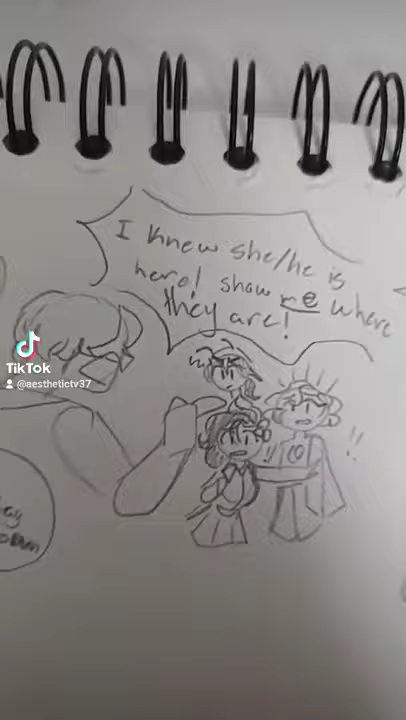 I knew she/he is
here! show me where
they are!
!!
TikTok
@aesthetictv37
!!